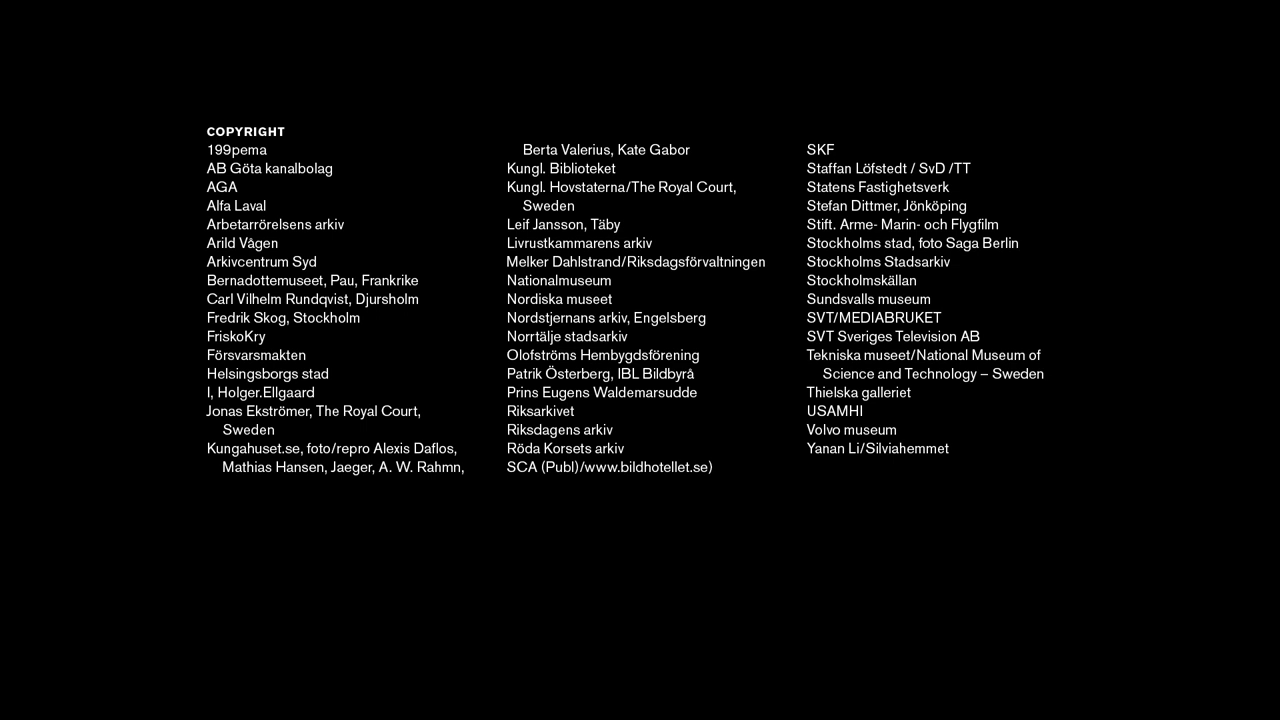 COPYRIGHT
199pema
AB Göta kanalbolag
AGA
Alfa Laval
Arbetarrörelsens arkiv
Arild Vågen
Arkivcentrum Syd
Bernadottemuseet, Pau, Frankrike
Carl Vilhelm Rundqvist, Djursholm
Fredrik Skog, Stockholm
FriskoKry
Försvarsmakten
Helsingsborgs stad
I, Holger.Ellgaard
Jonas Ekströmer, The Royal Court,
Sweden
Kungahuset.se, foto/repro Alexis Daflos,
Mathias Hansen, Jaeger, A. W. Rahmn,
Berta Valerius, Kate Gabor
Kungl. Biblioteket
Kungl. Hovstaterna/The Royal Court,
Sweden
Leif Jansson, Täby
Livrustkammarens arkiv
Melker Dahlstrand/Riksdagsförvaltningen
Nationalmuseum
Nordiska museet
Nordstjernans arkiv, Engelsberg
Norrtälje stadsarkiv
Olofströms Hembygdsförening
Patrik Österberg, IBL Bildbyrå
Prins Eugens Waldemarsudde
Riksarkivet
Riksdagens arkiv
Röda Korsets arkiv
SCA (Publ)/www.bildhotellet.se)
SKF
Staffan Löfstedt / SvD /TT
Statens Fastighetsverk
Stefan Dittmer, Jönköping
Stift. Arme- Marin- och Flygfilm
Stockholms stad, foto Saga Berlin
Stockholms Stadsarkiv
Stockholmskällan
Sundsvalls museum
SVT/MEDIABRUKET
SVT Sveriges Television AB
Tekniska museet/National Museum of
Science and Technology – Sweden
Thielska galleriet
USAMHI
Volvo museum
Yanan Li/Silviahemmet